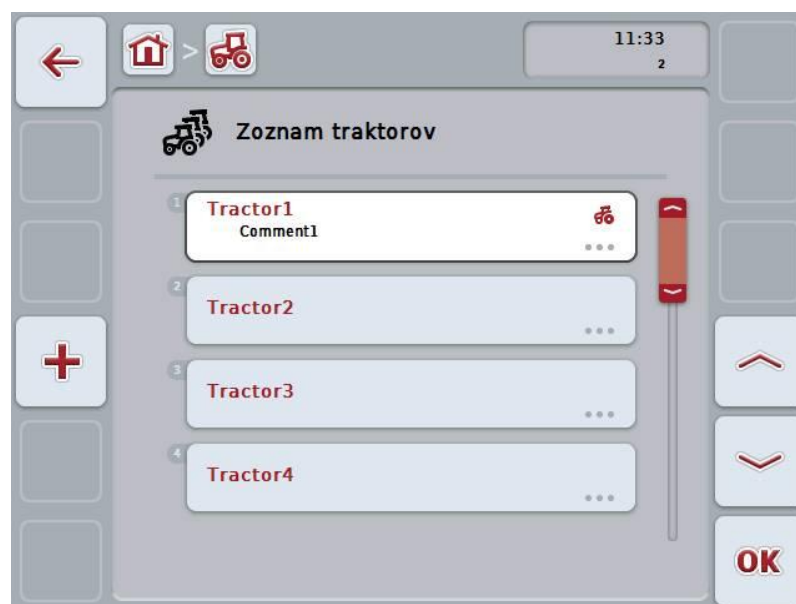 11:33
2
Zoznam traktorov
1
Tractor1
Comment1
2
Tractor2
3
Tractor3
4
Tractor4
OK